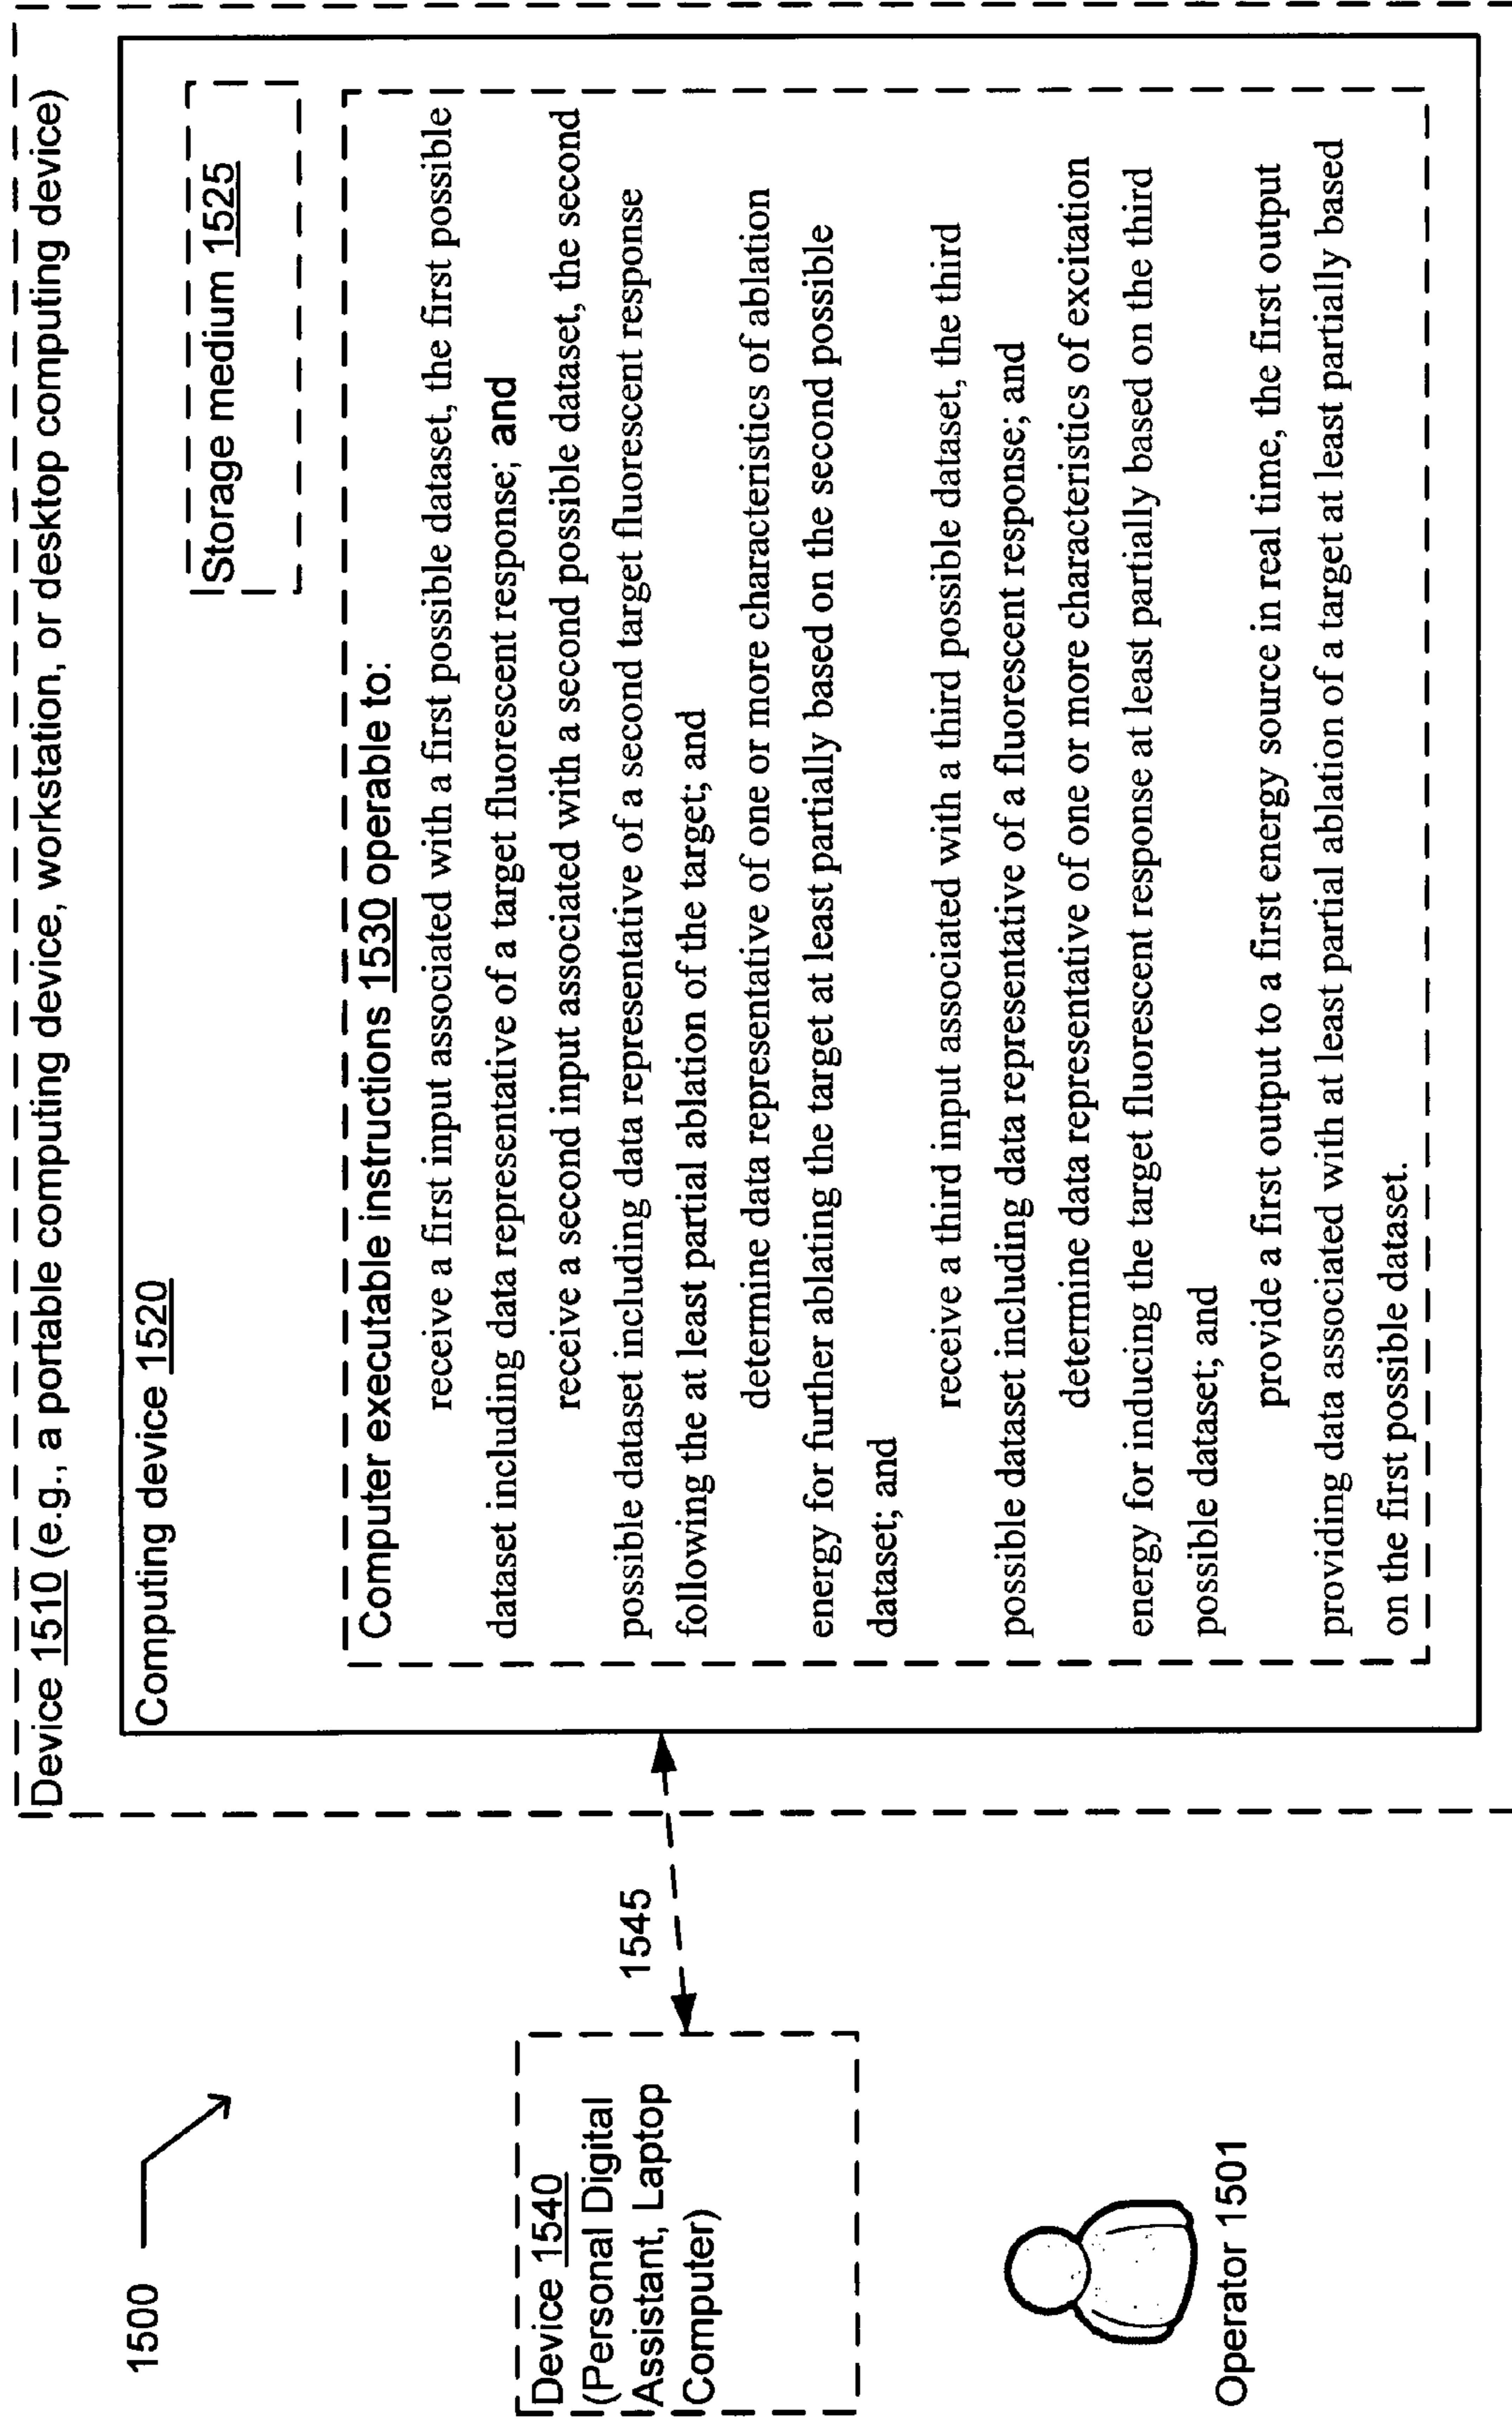 1500
Device 1510 (e.g., a portable computing device, workstation, or desktop computing device)
Computing device 1520
Storage medium 1525
Computer executable instructions 1530 operable to:
receive a first input associated with a first possible dataset, the first possible
dataset including data representative of a target fluorescent response; and
receive a second input associated with a second possible dataset, the second
possible dataset including data representative of a second target fluorescent response
following the at least partial ablation of the target; and
determine data representative of one or more characteristics of ablation
energy for further ablating the target at least partially based on the second possible
dataset; and
receive a third input associated with a third possible dataset, the third
possible dataset including data representative of a fluorescent response; and
determine data representative of one or more characteristics of excitation
energy for inducing the target fluorescent response at least partially based on the third
possible dataset; and
provide a first output to a first energy source in real time, the first output
providing data associated with at least partial ablation of a target at least partially based
on the first possible dataset.
1545
Device 1540
(Personal Digital
Assistant, Laptop
Computer)
Operator 1501